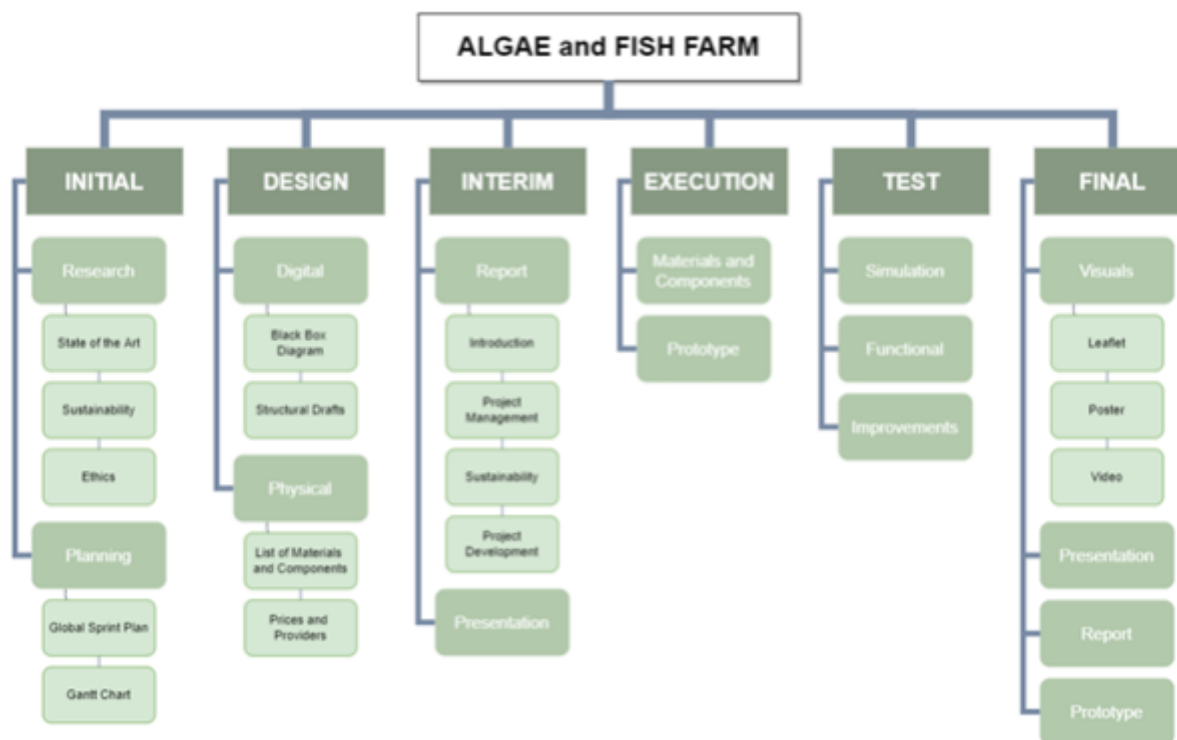 ALGAE and FISH FARM
INITIAL
Research
State of the Art
Sustainability
Ethics
Planning
Global Sprint Plan
Gantt Chart
DESIGN
Digital
Black Box
Diagram
Structural Drafts
Physical
List of Materials
and Components
Prices and
Providers
INTERIM
Report
Introduction
Project
Management
Sustainability
Project
Development
Presentation
EXECUTION
Materials and
Components
Prototype
TEST
Simulation
Functional
Improvements
FINAL
Visuals
Leaflet
Poster
Video
Presentation
Report
Prototype